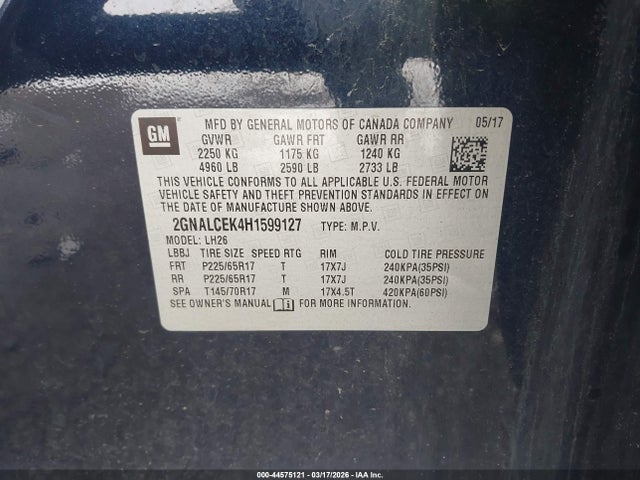 GM
MFD BY GENERAL MOTORS OF CANADA COMPANY 05/17
GVWR GAWR FRT GAWR RR
2250 KG 1175 KG 1240 KG
4960 LB 2590 LB 2733 LB
THIS VEHICLE CONFORMS TO ALL APPLICABLE U.S. FEDERAL MOTOR
VEHICLE SAFETY AND THEFT PREVENTION STANDARDS IN EFFECT ON
THE DATE OF MANUFACTURE SHOWN ABOVE.
2GNALCEK4H1599127 TYPE: M.P.V.
MODEL: LH26
LBBJ TIRE SIZE SPEED RTG RIM COLD TIRE PRESSURE
FRT P225/65R17 T 17X7J 240KPA(35PSI)
RR P225/65R17 T 17X7J 240KPA(35PSI)
SPA T145/70R17 M 17X4.5T 420KPA(60PSI)
SEE OWNER'S MANUAL FOR MORE INFORMATION.
000-44575121 - 03/17/2026 - IAA Inc.